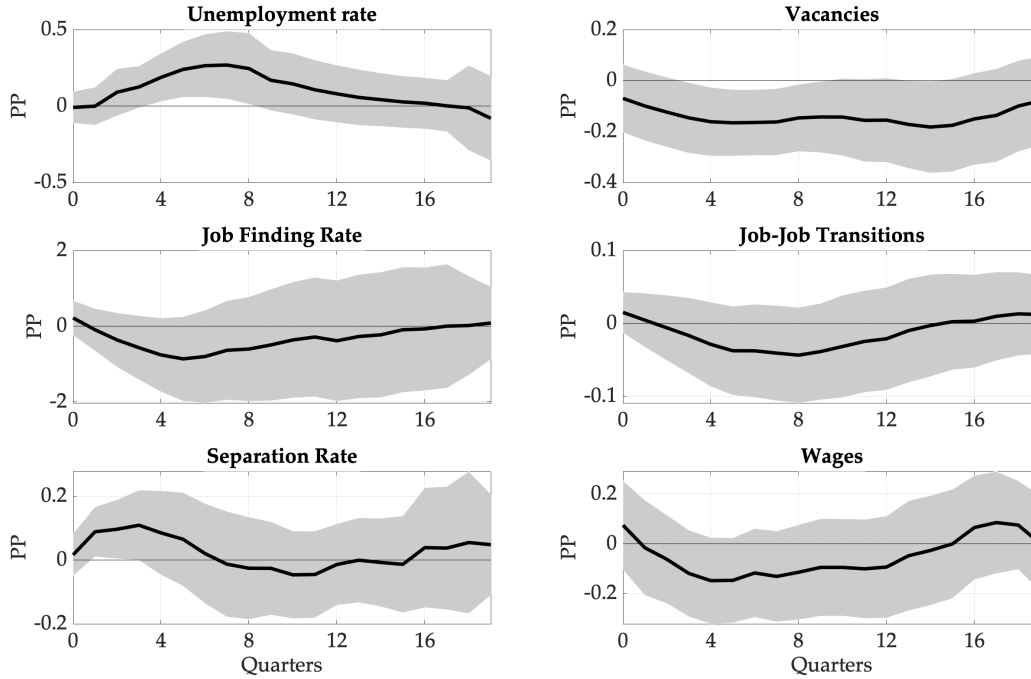 Unemployment rate
0.5
0
-0.5
PP
0 4 8 12 16
Vacancies
0.2
0
-0.2
-0.4
PP
0 4 8 12 16
Job Finding Rate
2
0
-2
PP
0 4 8 12 16
Job-Job Transitions
0.1
0
-0.1
PP
0 4 8 12 16
Separation Rate
0.2
0
-0.2
PP
0 4 8 12 16
Quarters
Wages
0.2
0
-0.2
PP
0 4 8 12 16
Quarters